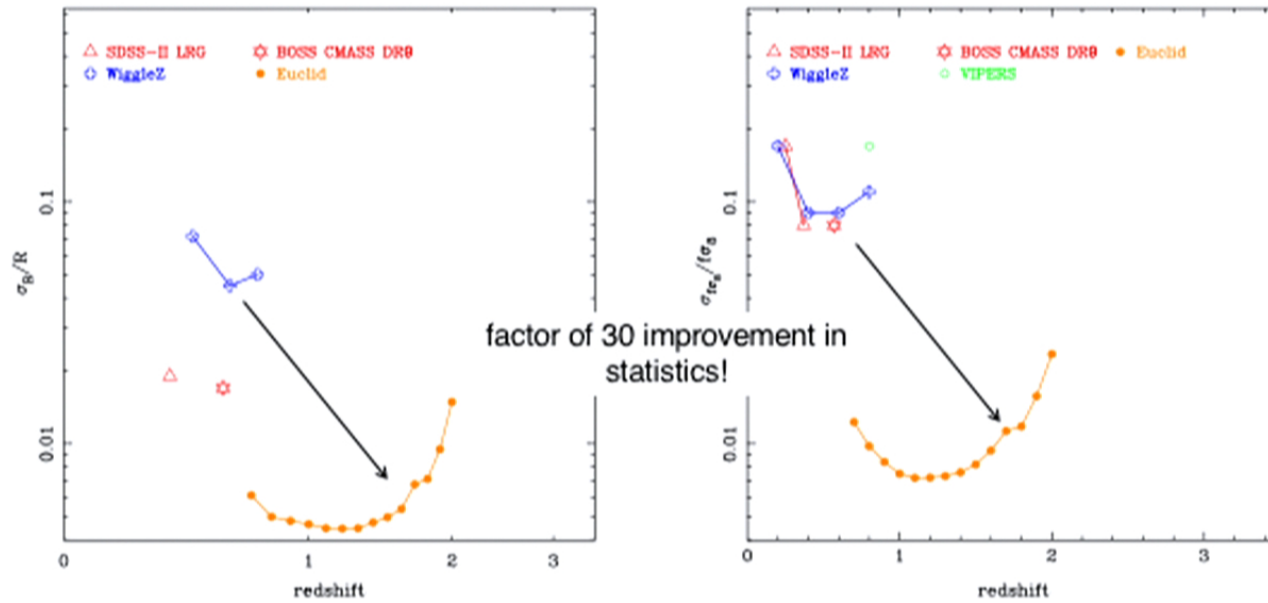 SDSS-II LRG BOSS CMASS DR9
WiggleZ Euclid
0.1
0.01
σR/R
0 1 2 3
redshift
SDSS-II LRG BOSS CMASS DR9 Euclid
WiggleZ VIPERS
0.1
0.01
σfσ8/fσ8
0 1 2 3
redshift
factor of 30 improvement in
statistics!